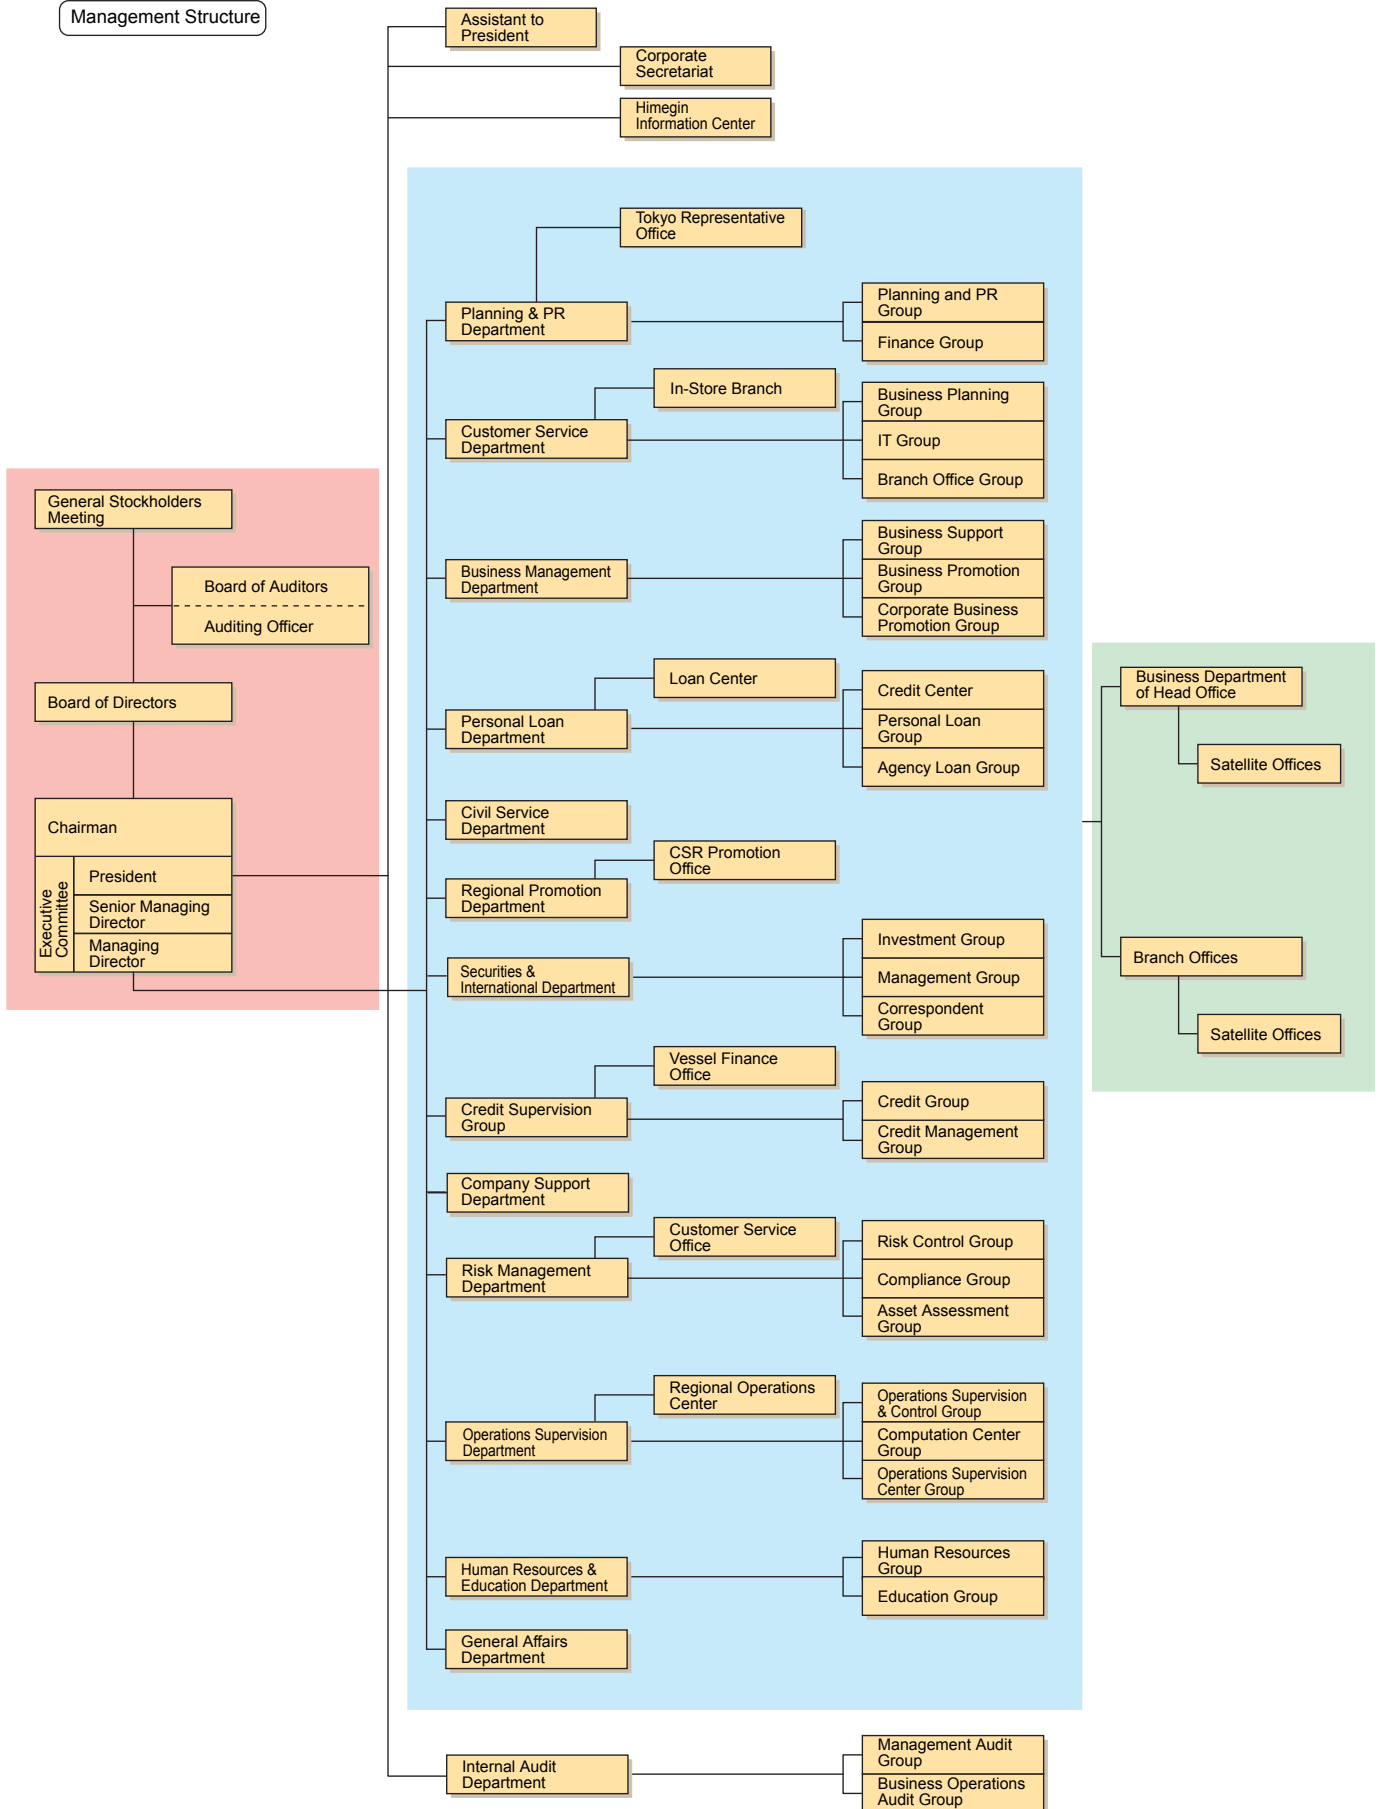 Management Structure
Assistant to
President
Corporate
Secretariat
Himegin
Information Center
Tokyo Representative
Office
Planning & PR
Department
Planning and PR
Group
Finance Group
In-Store Branch
Customer Service
Department
Business Planning
Group
IT Group
Branch Office Group
General Stockholders
Meeting
Board of Auditors
Auditing Officer
Board of Directors
Chairman
Executive
Committee
President
Senior Managing
Director
Managing
Director
Business Management
Department
Business Support
Group
Business Promotion
Group
Corporate Business
Promotion Group
Loan Center
Personal Loan
Department
Credit Center
Personal Loan
Group
Agency Loan Group
Civil Service
Department
CSR Promotion
Office
Regional Promotion
Department
Securities &
International Department
Investment Group
Management Group
Correspondent
Group
Vessel Finance
Office
Credit Supervision
Group
Credit Group
Credit Management
Group
Company Support
Department
Customer Service
Office
Risk Management
Department
Risk Control Group
Compliance Group
Asset Assessment
Group
Regional Operations
Center
Operations Supervision
Department
Operations Supervision
& Control Group
Computation Center
Group
Operations Supervision
Center Group
Human Resources &
Education Department
Human Resources
Group
Education Group
General Affairs
Department
Business Department
of Head Office
Satellite Offices
Branch Offices
Satellite Offices
Internal Audit
Department
Management Audit
Group
Business Operations
Audit Group